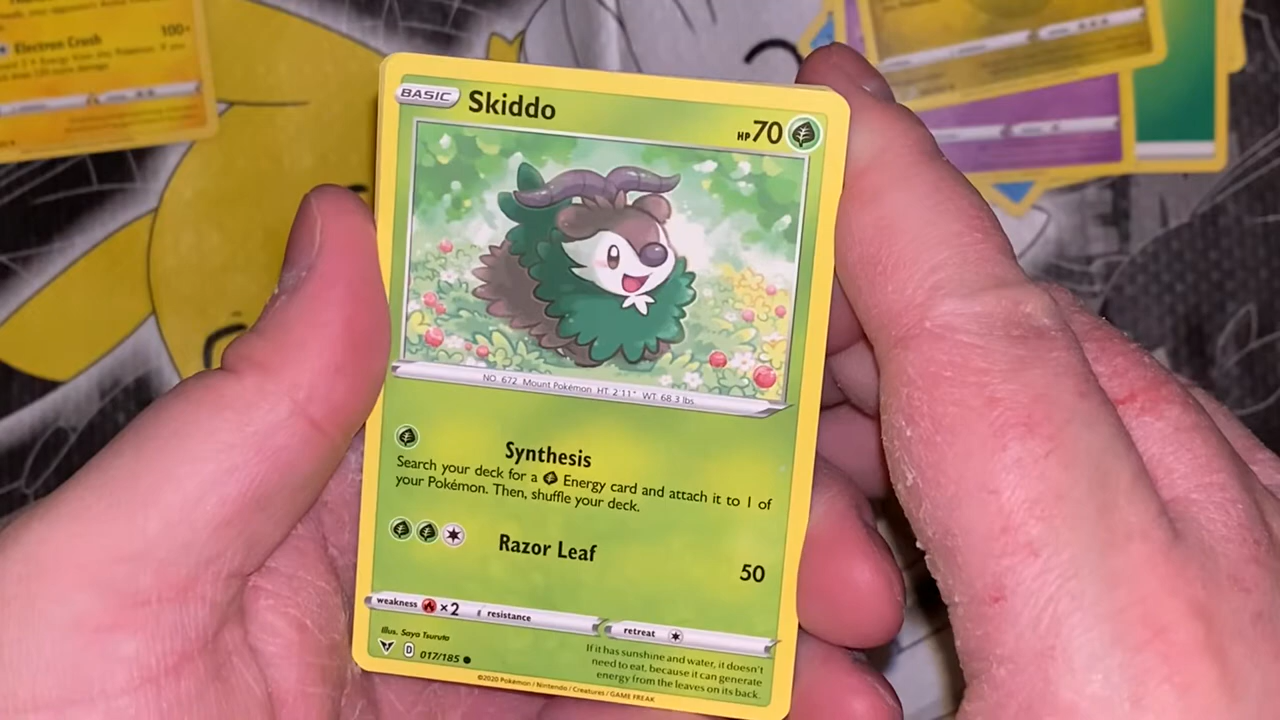 Electron Crush 100+
BASIC Skiddo HP 70
NO. 672 Mount Pokémon HT: 2'11" WT: 68.3 lbs.
Synthesis
Search your deck for a Energy card and attach it to 1 of
your Pokémon. Then, shuffle your deck.
Razor Leaf 50
weakness ×2 resistance retreat
Illus. Saya Tsuruta
D 017/185
If it has sunshine and water, it doesn't
need to eat, because it can generate
energy from the leaves on its back.
©2020 Pokémon / Nintendo / Creatures / GAME FREAK